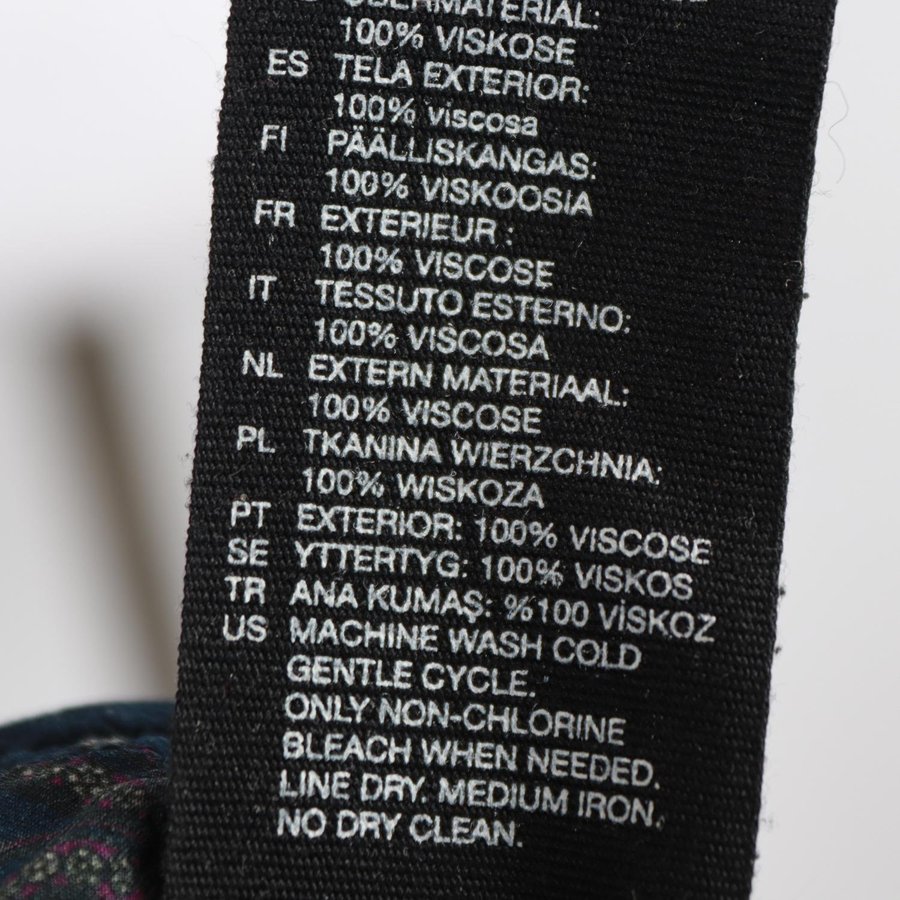 OBERMATERIAL:
100% VISKOSE
ES TELA EXTERIOR:
100% viscosa
FI PÄÄLLISKANGAS:
100% VISKOOSIA
FR EXTERIEUR :
100% VISCOSE
IT TESSUTO ESTERNO:
100% VISCOSA
NL EXTERN MATERIAAL:
100% VISCOSE
PL TKANINA WIERZCHNIA:
100% WISKOZA
PT EXTERIOR: 100% VISCOSE
SE YTTERTYG: 100% VISKOS
TR ANA KUMAŞ: %100 VİSKOZ
US MACHINE WASH COLD
GENTLE CYCLE.
ONLY NON-CHLORINE
BLEACH WHEN NEEDED.
LINE DRY. MEDIUM IRON.
NO DRY CLEAN.